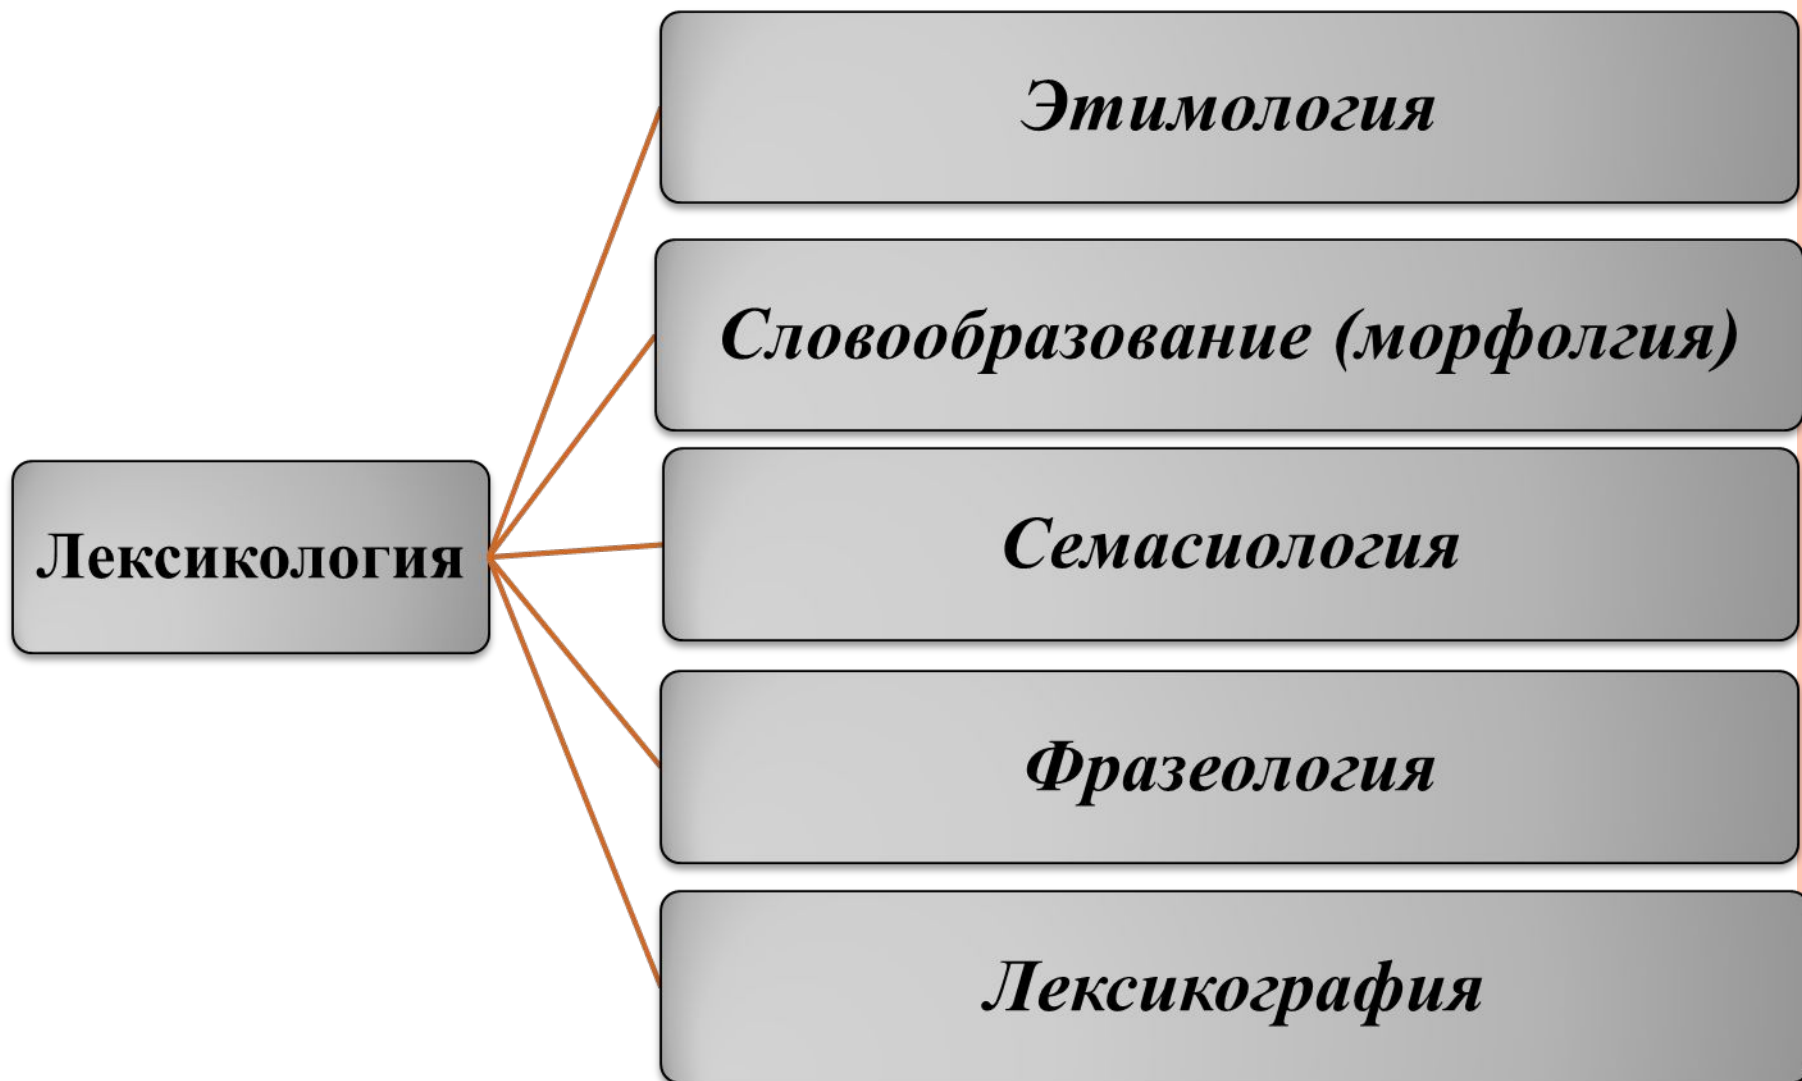 Этимология
Словообразование (морфолгия)
Лексикология
Семасиология
Фразеология
Лексикография